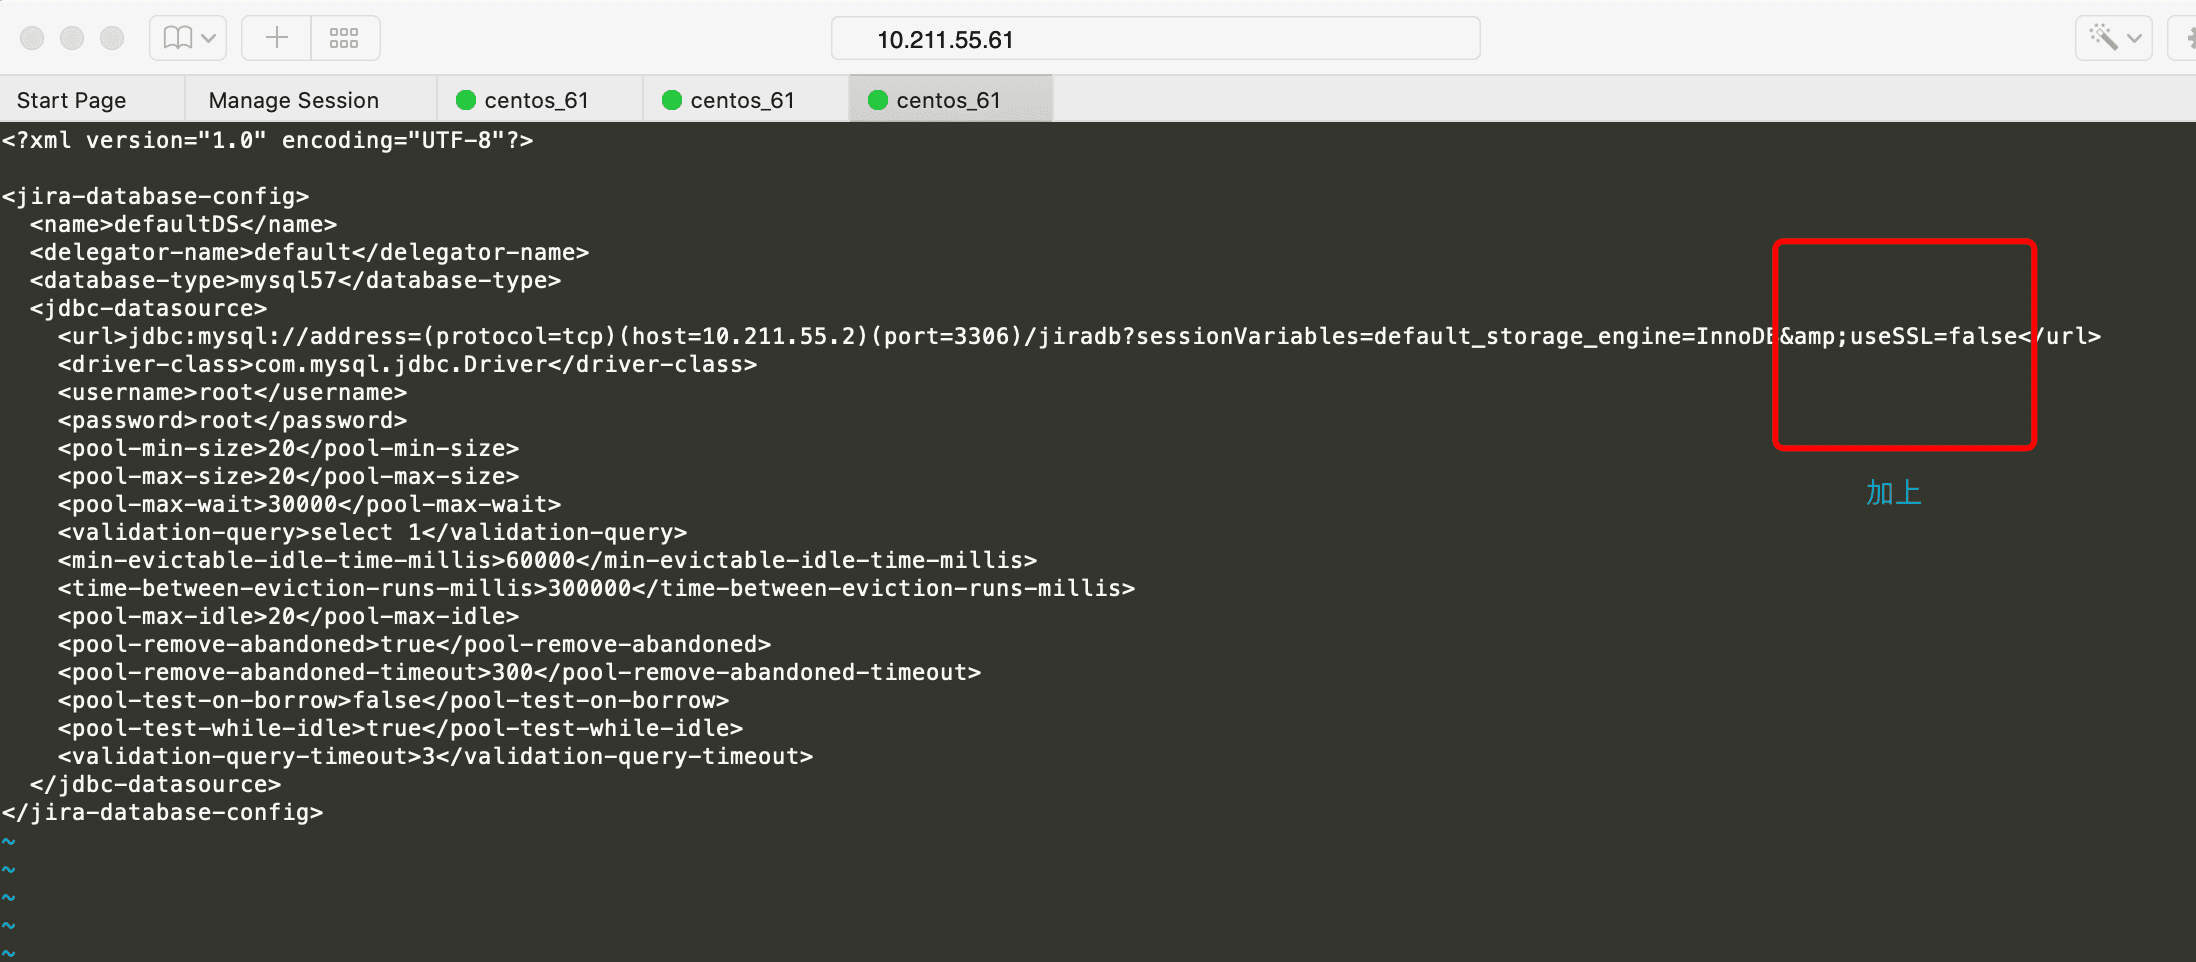 10.211.55.61
Start Page
Manage Session
centos_61
centos_61
centos_61
<?xml version="1.0" encoding="UTF-8"?>
<jira-database-config>
<name>defaultDS</name>
<delegator-name>default</delegator-name>
<database-type>mysql57</database-type>
<jdbc-datasource>
<url>jdbc:mysql://address=(protocol=tcp)(host=10.211.55.2)(port=3306)/jiradb?sessionVariables=default_storage_engine=InnoDB&amp;useSSL=false</url>
<driver-class>com.mysql.jdbc.Driver</driver-class>
<username>root</username>
<password>root</password>
<pool-min-size>20</pool-min-size>
<pool-max-size>20</pool-max-size>
加上
<pool-max-wait>30000</pool-max-wait>
<validation-query>select 1</validation-query>
<min-evictable-idle-time-millis>60000</min-evictable-idle-time-millis>
<time-between-eviction-runs-millis>300000</time-between-eviction-runs-millis>
<pool-max-idle>20</pool-max-idle>
<pool-remove-abandoned>true</pool-remove-abandoned>
<pool-remove-abandoned-timeout>300</pool-remove-abandoned-timeout>
<pool-test-on-borrow>false</pool-test-on-borrow>
<pool-test-while-idle>true</pool-test-while-idle>
<validation-query-timeout>3</validation-query-timeout>
</jdbc-datasource>
</jira-database-config>
~
~
~
~
~